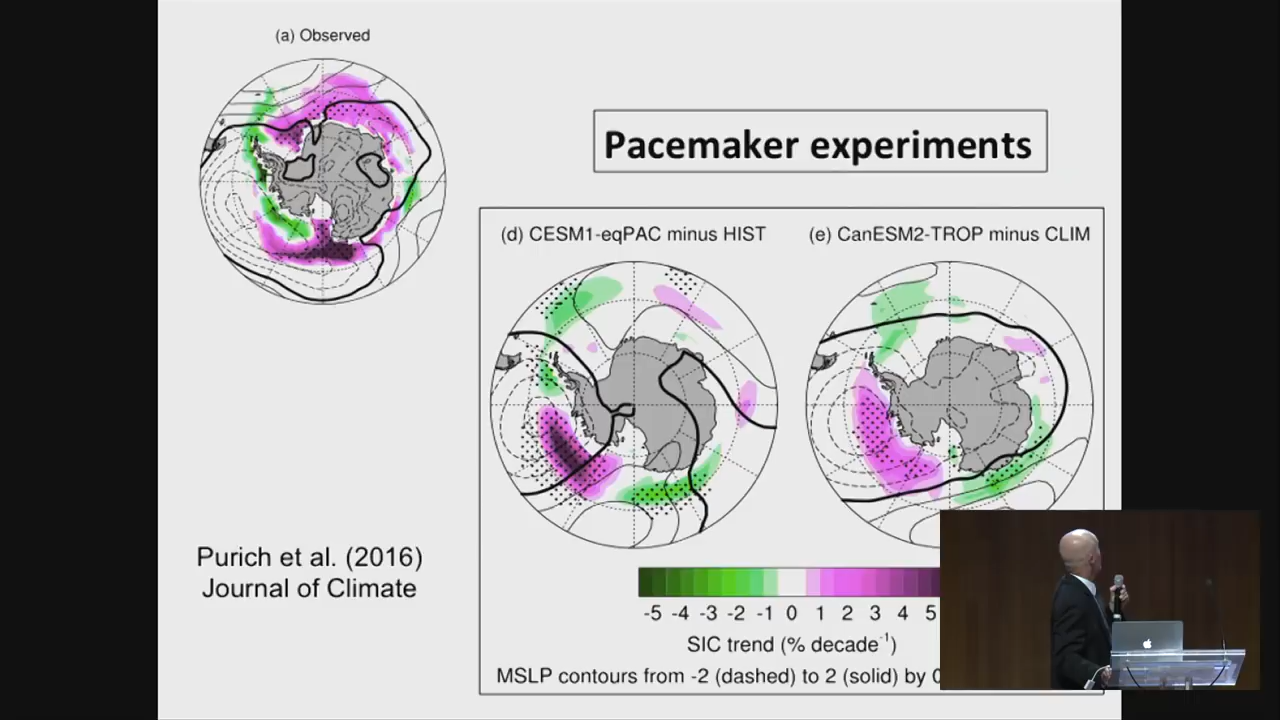 (a) Observed
Pacemaker experiments
(d) CESM1-eqPAC minus HIST
(e) CanESM2-TROP minus CLIM
Purich et al. (2016)
Journal of Climate
-5 -4 -3 -2 -1 0 1 2 3 4 5
SIC trend (% decade⁻¹)
MSLP contours from -2 (dashed) to 2 (solid) by